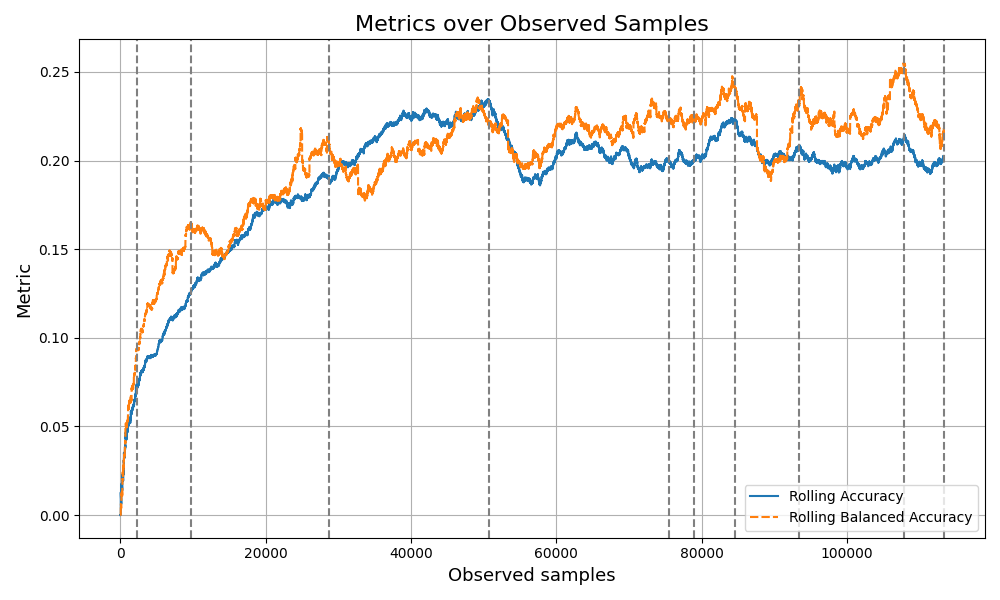 Metrics over Observed Samples
Metric
0.25
0.20
0.15
0.10
0.05
0.00
0
20000
40000
60000
80000
100000
Observed samples
Rolling Accuracy
Rolling Balanced Accuracy